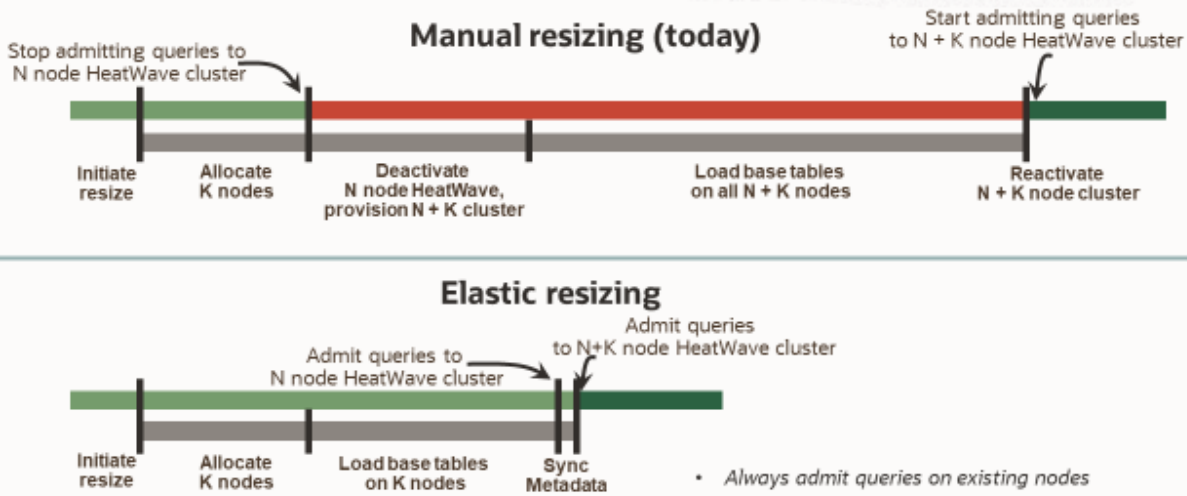 Manual resizing (today)
Stop admitting queries to
N node HeatWave cluster
Start admitting queries
to N + K node HeatWave cluster
Initiate
resize
Allocate
K nodes
Deactivate
N node HeatWave,
provision N + K cluster
Load base tables
on all N + K nodes
Reactivate
N + K node cluster
Elastic resizing
Admit queries to
N node HeatWave cluster
Admit queries
to N+K node HeatWave cluster
Initiate
resize
Allocate
K nodes
Load base tables
on K nodes
Sync
Metadata
• Always admit queries on existing nodes